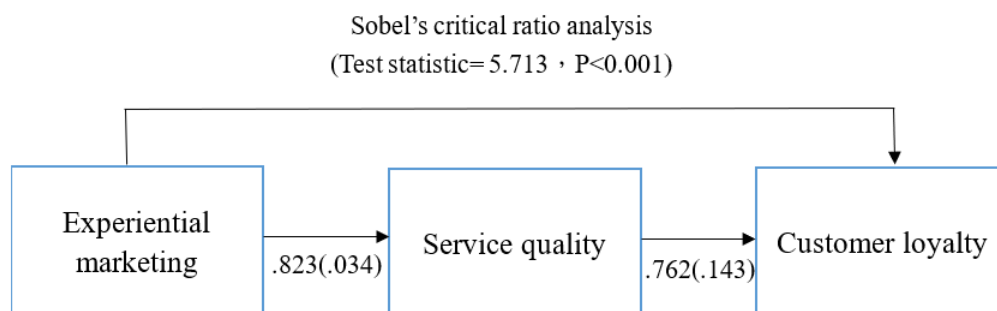 Sobel's critical ratio analysis
(Test statistic= 5.713，P<0.001)
Experiential
marketing
.823(.034)
Service quality
.762(.143)
Customer loyalty